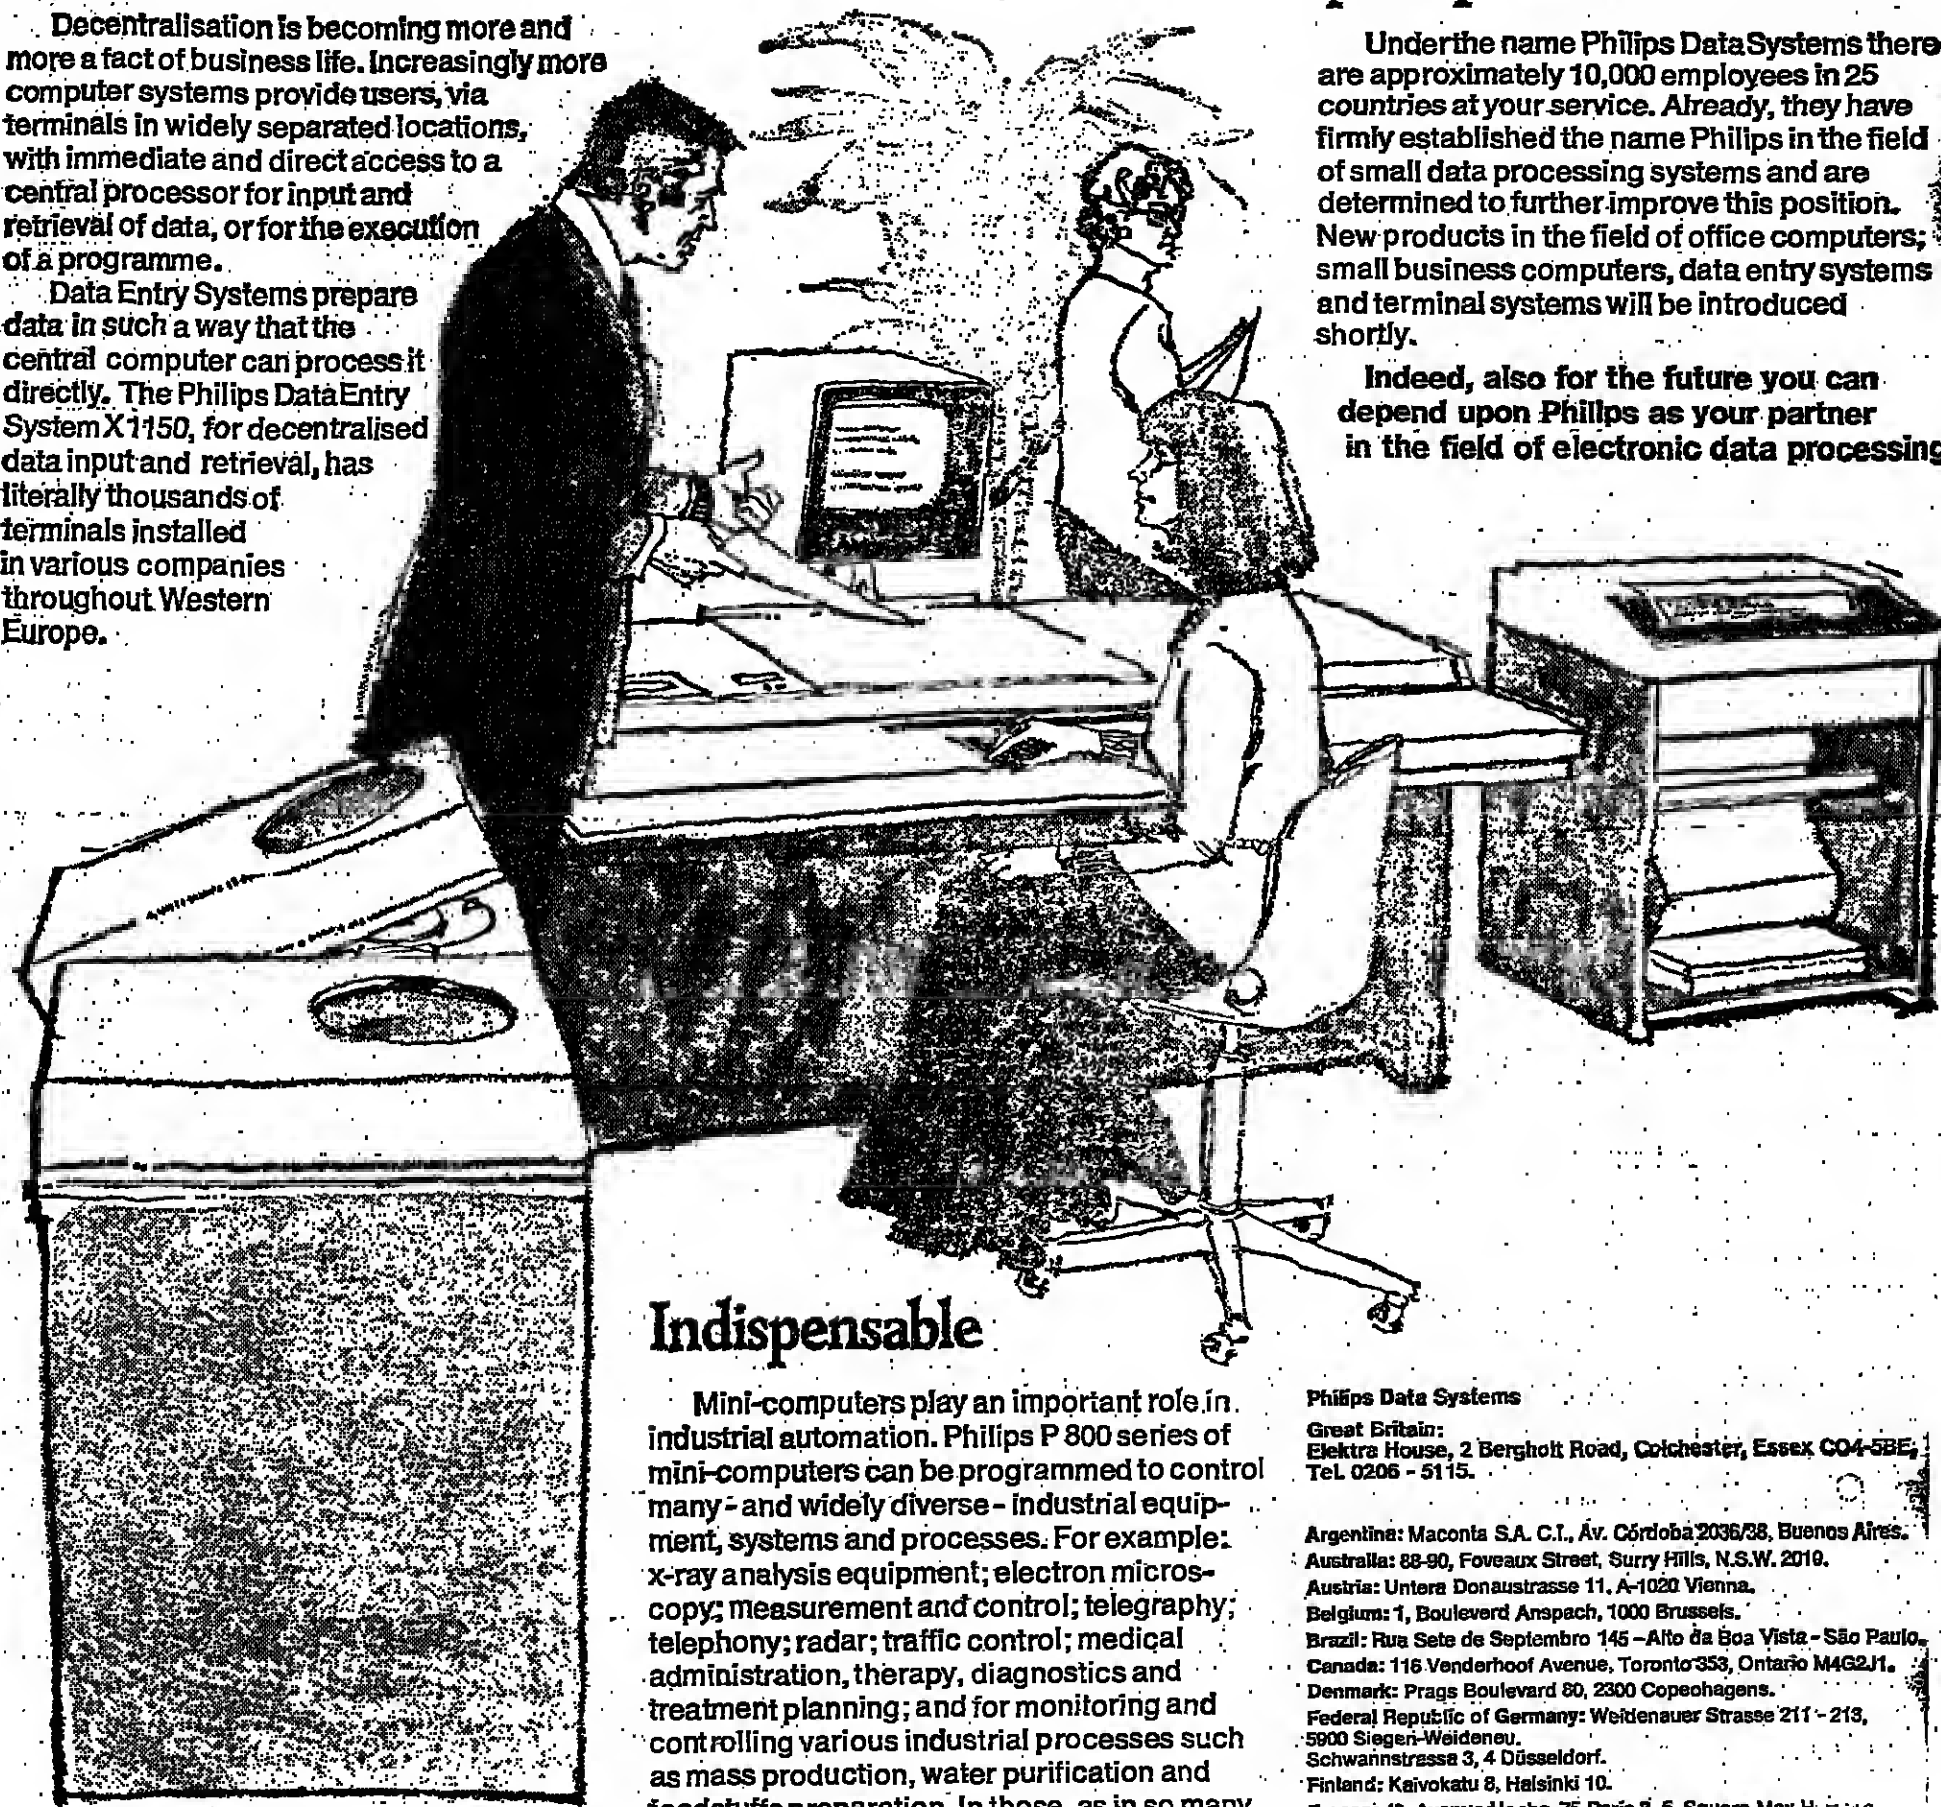 Decentralisation is becoming more and
more a fact of business life. Increasingly more
computer systems provide users, via
terminals in widely separated locations,
with immediate and direct access to a
central processor for input and
retrieval of data, or for the execution
of a programme.
Data Entry Systems prepare
data in such a way that the
central computer can process it
directly. The Philips Data Entry
System X1150, for decentralised
data input and retrieval, has
literally thousands of
terminals installed
in various companies
throughout Western
Europe.
Indispensable
Mini-computers play an important role in
industrial automation. Philips P 800 series of
mini-computers can be programmed to control
many - and widely diverse - industrial equip-
ment, systems and processes. For example:
x-ray analysis equipment; electron micros-
copy; measurement and control; telegraphy;
telephony; radar; traffic control; medical
administration, therapy, diagnostics and
treatment planning; and for monitoring and
controlling various industrial processes such
as mass production, water purification and
foodstuffs preparation. In those, as in so many
Under the name Philips Data Systems there
are approximately 10,000 employees in 25
countries at your service. Already, they have
firmly established the name Philips in the field
of small data processing systems and are
determined to further improve this position.
New products in the field of office computers;
small business computers, data entry systems
and terminal systems will be introduced
shortly.
Indeed, also for the future you can
depend upon Philips as your partner
in the field of electronic data processing
Philips Data Systems
Great Britain:
Elektra House, 2 Bergholt Road, Colchester, Essex CO4-5BE,
Tel. 0206 - 5115.
Argentina: Maconta S.A. C.I., Av. Córdoba 2036/38, Buenos Aires.
Australia: 88-90, Foveaux Street, Surry Hills, N.S.W. 2010.
Austria: Untere Donaustrasse 11, A-1020 Vienna.
Belgium: 1, Boulevard Anspach, 1000 Brussels.
Brazil: Rua Sete de Septembro 145 - Alto da Boa Vista - São Paulo.
Canada: 116 Venderhoof Avenue, Toronto 353, Ontario M4G2J1.
Denmark: Prags Boulevard 80, 2300 Copeohagens.
Federal Republic of Germany: Weidenauer Strasse 211 - 213,
5900 Siegen-Weidenau.
Schwannstrasse 3, 4 Düsseldorf.
Finland: Kaivokatu 8, Helsinki 10.